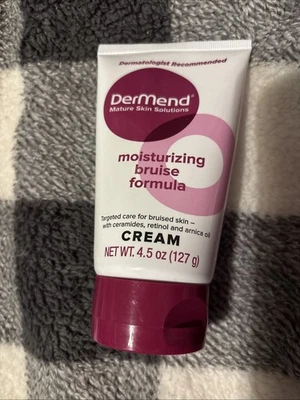 Dermatologist Recommended
DerMend®
Mature Skin Solutions
moisturizing
bruise
formula
Targeted care for bruised skin –
with ceramides, retinol and arnica oil
CREAM
NET WT. 4.5 oz (127 g)